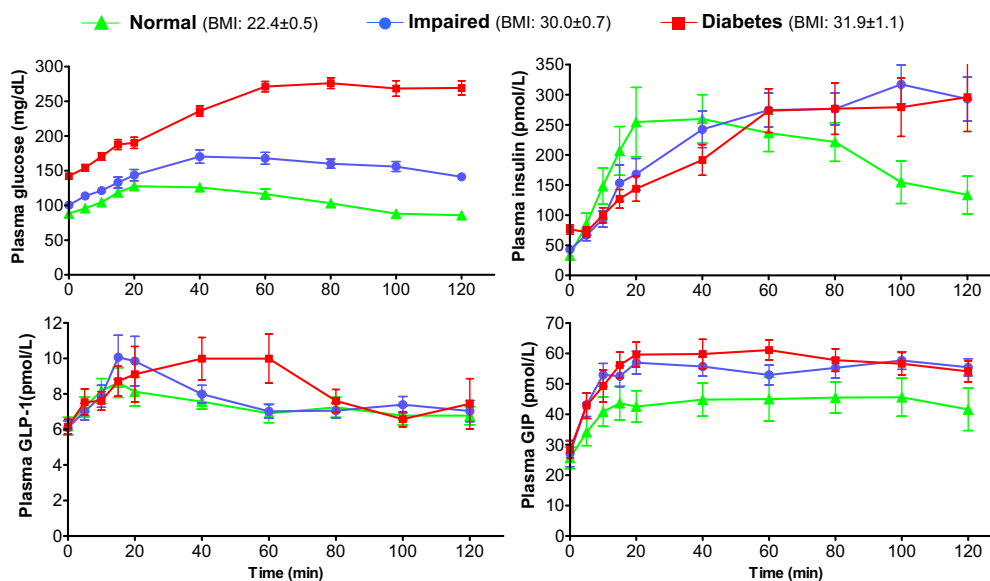 Normal (BMI: 22.4±0.5) Impaired (BMI: 30.0±0.7) Diabetes (BMI: 31.9±1.1)
Plasma glucose (mg/dL)
300
250
200
150
100
50
0
0 20 40 60 80 100 120
Plasma insulin (pmol/L)
350
300
250
200
150
100
50
0
0 20 40 60 80 100 120
Plasma GLP-1(pmol/L)
12
10
8
6
4
2
0
0 20 40 60 80 100 120
Time (min)
Plasma GIP (pmol/L)
70
60
50
40
30
20
10
0
0 20 40 60 80 100 120
Time (min)